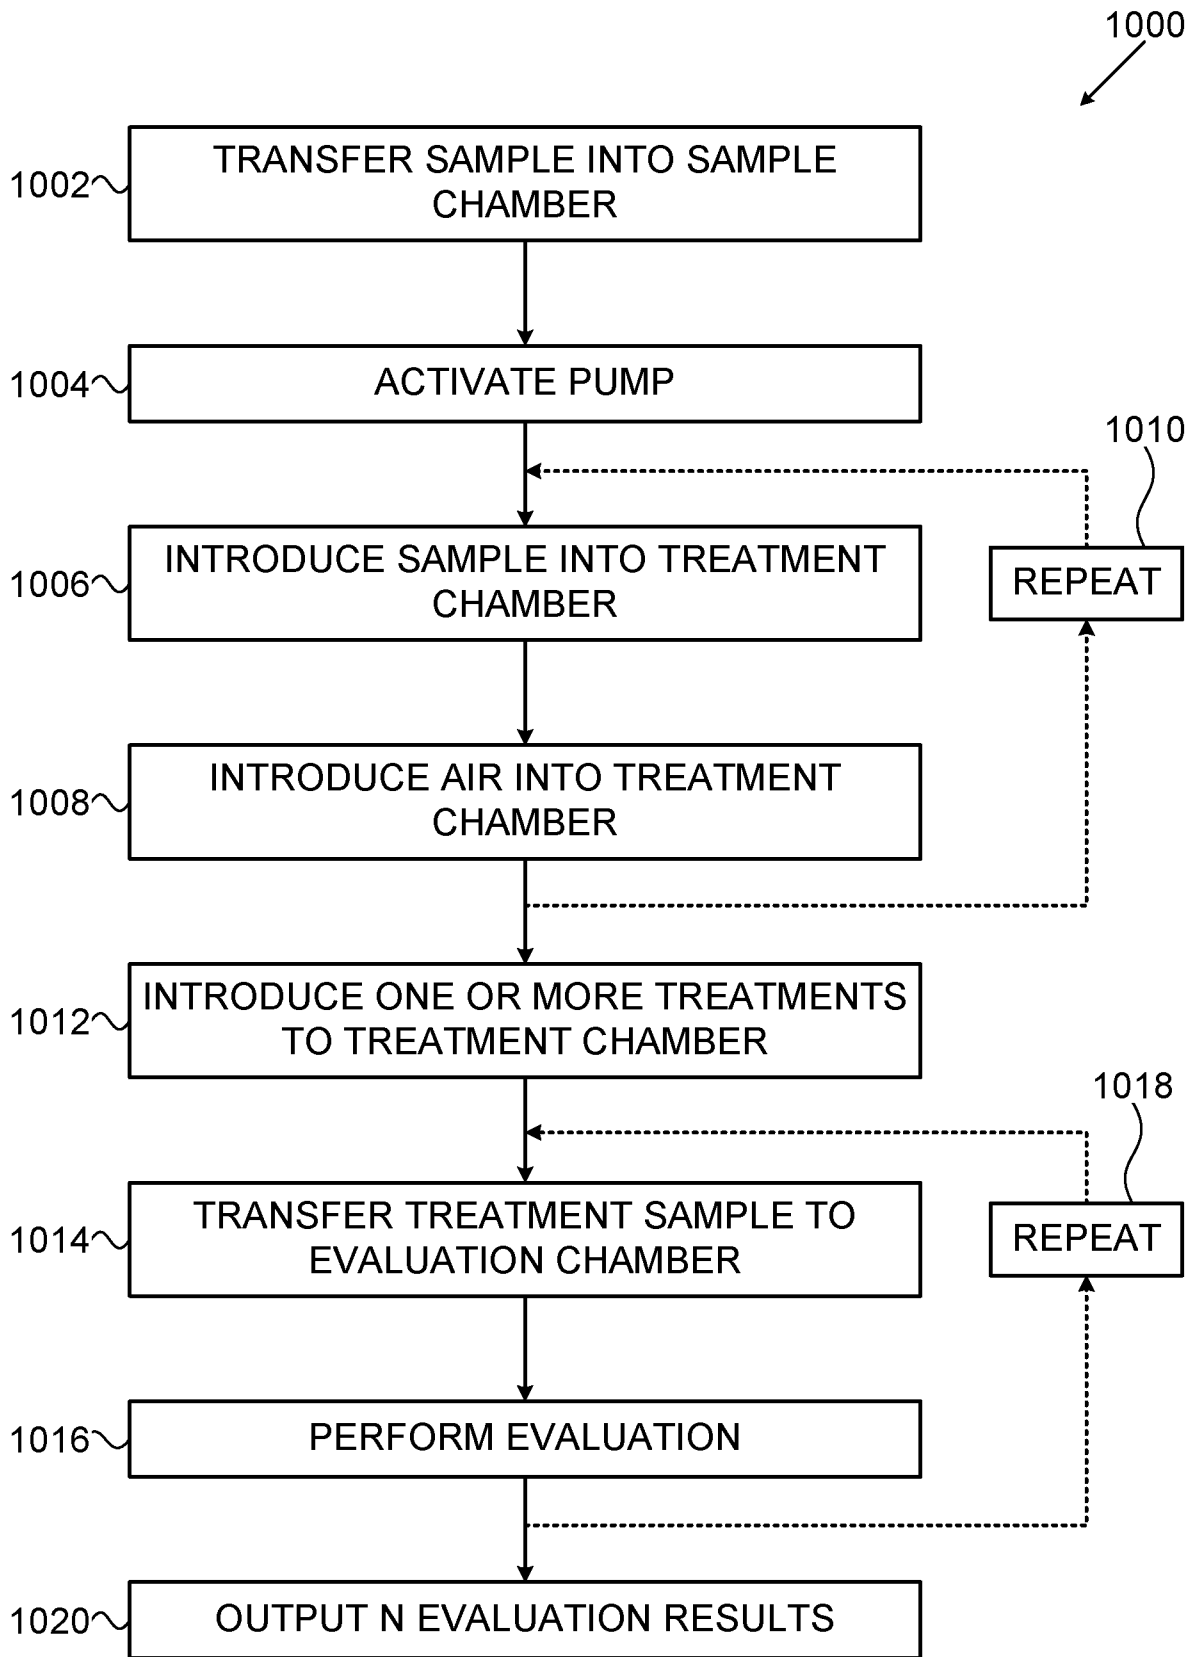 1000
TRANSFER SAMPLE INTO SAMPLE
CHAMBER
1002
ACTIVATE PUMP
1004
1010
INTRODUCE SAMPLE INTO TREATMENT
CHAMBER
1006
REPEAT
INTRODUCE AIR INTO TREATMENT
CHAMBER
1008
INTRODUCE ONE OR MORE TREATMENTS
TO TREATMENT CHAMBER
1012
1018
TRANSFER TREATMENT SAMPLE TO
EVALUATION CHAMBER
1014
REPEAT
PERFORM EVALUATION
1016
OUTPUT N EVALUATION RESULTS
1020